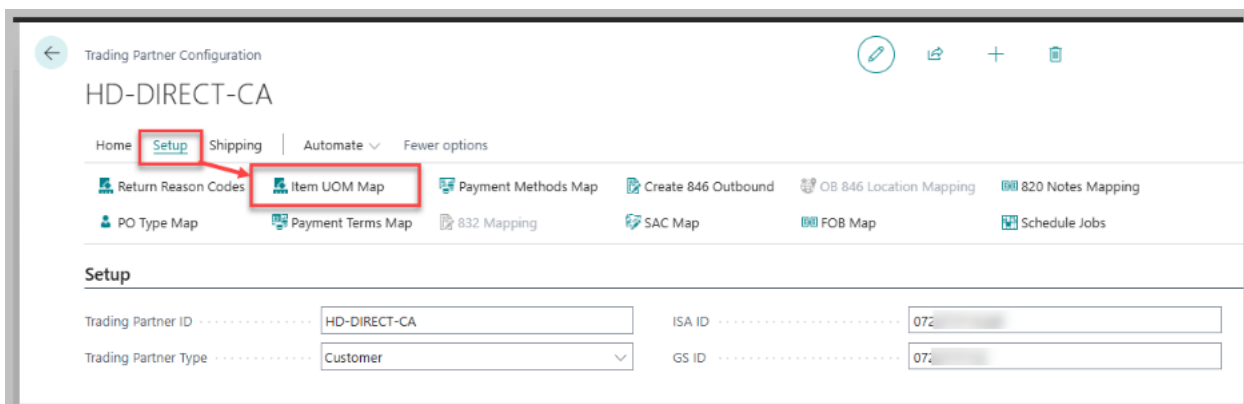 Trading Partner Configuration
HD-DIRECT-CA
Home Setup Shipping Automate Fewer options
Return Reason Codes Item UOM Map Payment Methods Map Create 846 Outbound OB 846 Location Mapping 820 Notes Mapping
PO Type Map Payment Terms Map 832 Mapping SAC Map FOB Map Schedule Jobs
Setup
Trading Partner ID HD-DIRECT-CA ISA ID 072
Trading Partner Type Customer GS ID 072